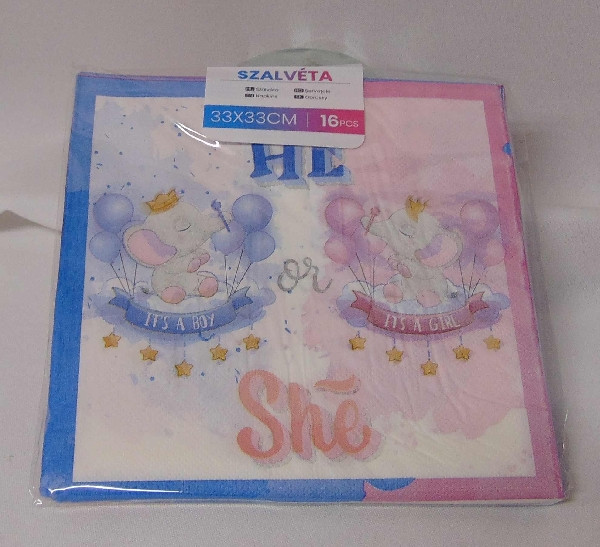 SZALVÉTA
33X33CM | 16PCS
HE
or
IT'S A BOY
IT'S A GIRL
She